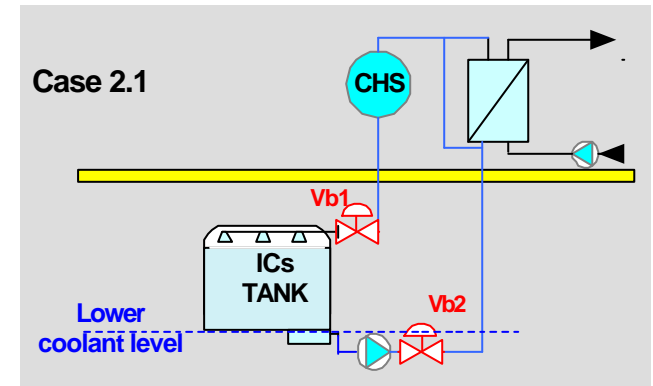 Case 2.1
CHS
Vb1
ICs
TANK
Vb2
Lower
coolant level